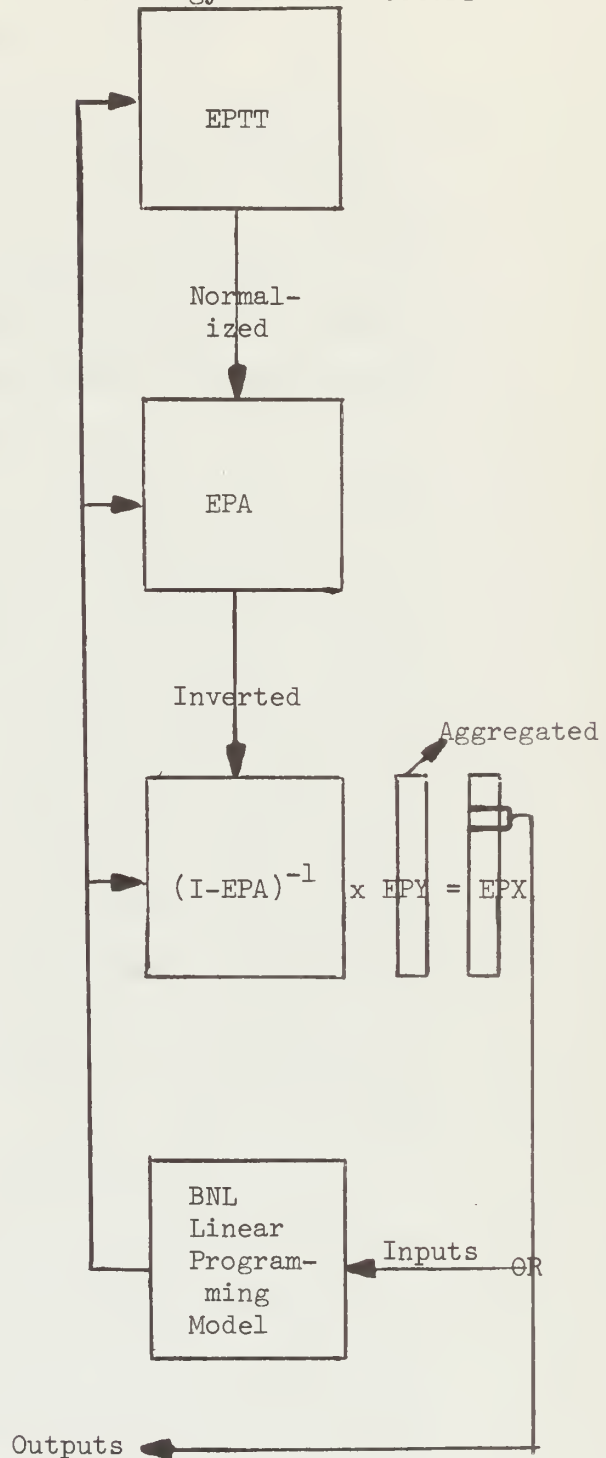 EPTT
Normal-
ized
EPA
Inverted
Aggregated
(I-EPA)⁻¹ x EPY = EPX
BNL
Linear
Program-
ming
Model
Inputs OR
Outputs